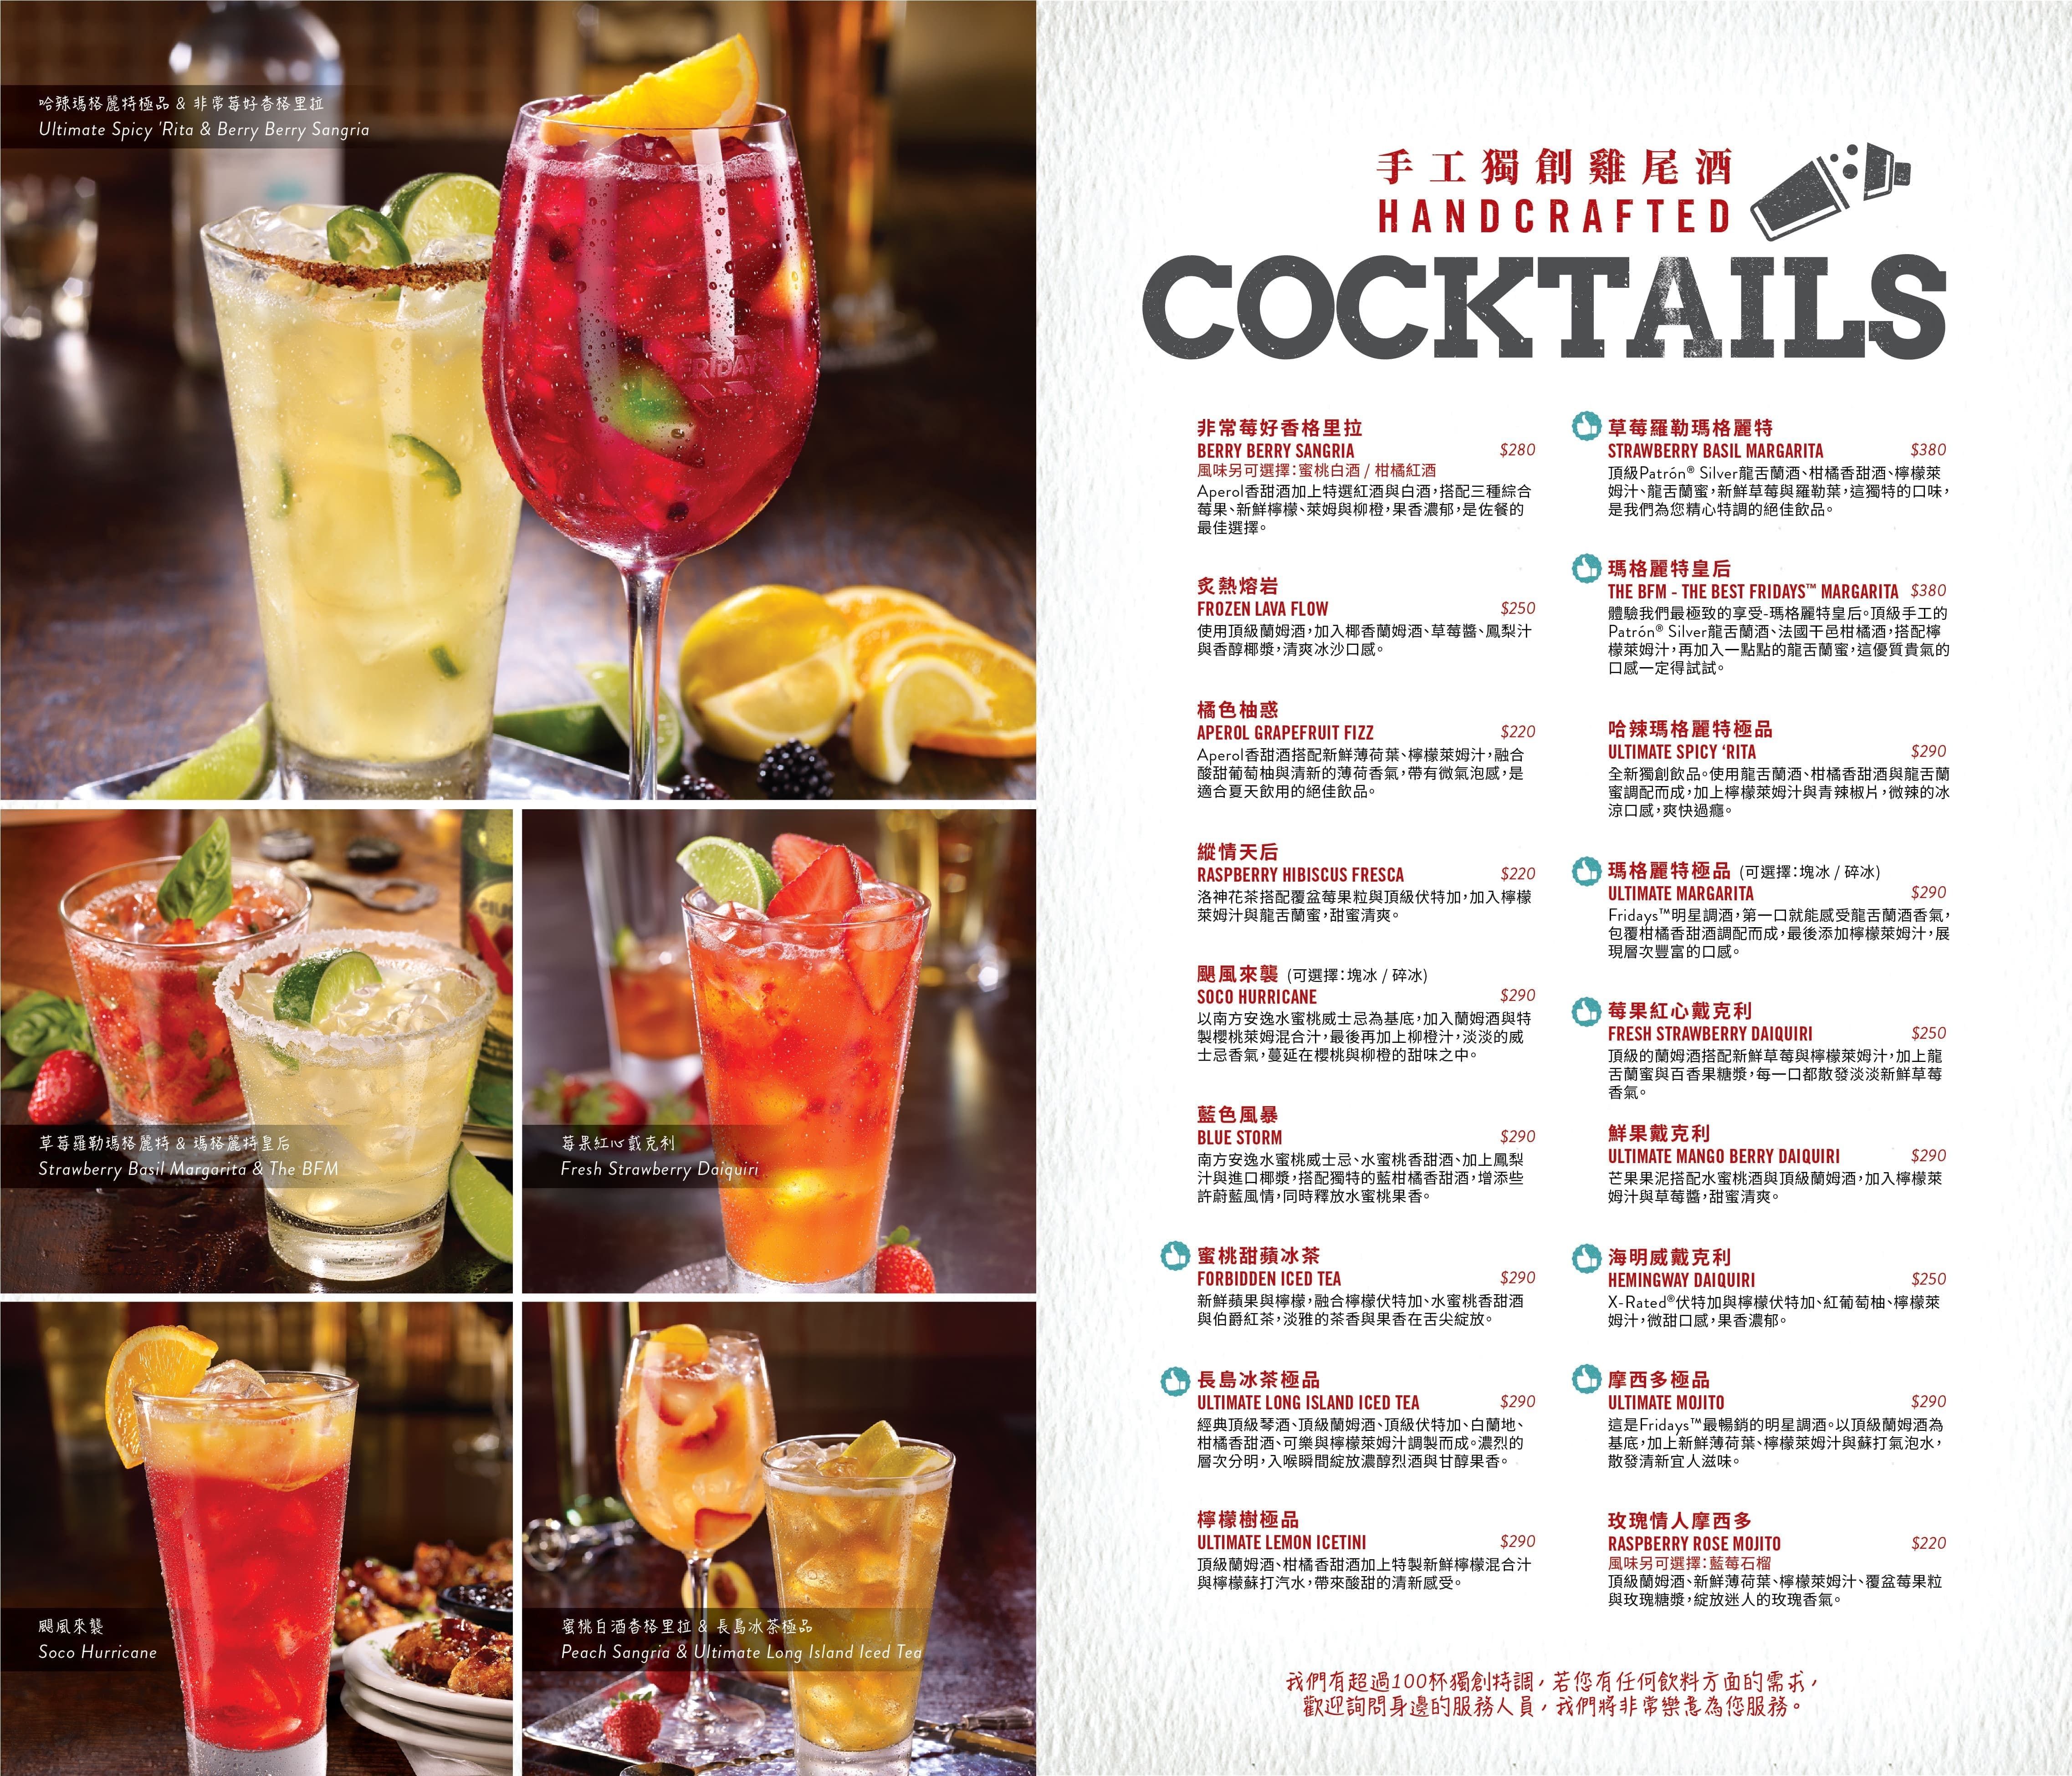 哈辣瑪格麗特極品 & 非常莓好香格里拉
Ultimate Spicy 'Rita & Berry Berry Sangria
FRIDAYS
草莓羅勒瑪格麗特 & 瑪格麗特皇后
Strawberry Basil Margarita & The BFM
莓果紅心戴克利
Fresh Strawberry Daiquiri
颶風來襲
Soco Hurricane
蜜桃白酒香格里拉 & 長島冰茶極品
Peach Sangria & Ultimate Long Island Iced Tea
手工獨創雞尾酒
HANDCRAFTED
COCKTAILS
非常莓好香格里拉
BERRY BERRY SANGRIA $280
風味另可選擇:蜜桃白酒 / 柑橘紅酒
Aperol香甜酒加上特選紅酒與白酒,搭配三種綜合
莓果、新鮮檸檬、萊姆與柳橙,果香濃郁,是佐餐的
最佳選擇。
炙熱熔岩
FROZEN LAVA FLOW $250
使用頂級蘭姆酒,加入椰香蘭姆酒、草莓醬、鳳梨汁
與香醇椰漿,清爽冰沙口感。
橘色柚惑
APEROL GRAPEFRUIT FIZZ $220
Aperol香甜酒搭配新鮮薄荷葉、檸檬萊姆汁,融合
酸甜葡萄柚與清新的薄荷香氣,帶有微氣泡感,是
適合夏天飲用的絕佳飲品。
縱情天后
RASPBERRY HIBISCUS FRESCA $220
洛神花茶搭配覆盆莓果粒與頂級伏特加,加入檸檬
萊姆汁與龍舌蘭蜜,甜蜜清爽。
颶風來襲 (可選擇:塊冰 / 碎冰)
SOCO HURRICANE $290
以南方安逸水蜜桃威士忌為基底,加入蘭姆酒與特
製櫻桃萊姆混合汁,最後再加上柳橙汁,淡淡的威
士忌香氣,蔓延在櫻桃與柳橙的甜味之中。
藍色風暴
BLUE STORM $290
南方安逸水蜜桃威士忌、水蜜桃香甜酒、加上鳳梨
汁與進口椰漿,搭配獨特的藍柑橘香甜酒,增添些
許蔚藍風情,同時釋放水蜜桃果香。
蜜桃甜蘋冰茶
FORBIDDEN ICED TEA $290
新鮮蘋果與檸檬,融合檸檬伏特加、水蜜桃香甜酒
與伯爵紅茶,淡雅的茶香與果香在舌尖綻放。
長島冰茶極品
ULTIMATE LONG ISLAND ICED TEA $290
經典頂級琴酒、頂級蘭姆酒、頂級伏特加、白蘭地、
柑橘香甜酒、可樂與檸檬萊姆汁調製而成。濃烈的
層次分明,入喉瞬間綻放濃醇烈酒與甘醇果香。
檸檬樹極品
ULTIMATE LEMON ICETINI $290
頂級蘭姆酒、柑橘香甜酒加上特製新鮮檸檬混合汁
與檸檬蘇打汽水,帶來酸甜的清新感受。
草莓羅勒瑪格麗特
STRAWBERRY BASIL MARGARITA $380
頂級Patrón® Silver龍舌蘭酒、柑橘香甜酒、檸檬萊
姆汁、龍舌蘭蜜,新鮮草莓與羅勒葉,這獨特的口味,
是我們為您精心特調的絕佳飲品。
瑪格麗特皇后
THE BFM - THE BEST FRIDAYS™ MARGARITA $380
體驗我們最極致的享受-瑪格麗特皇后。頂級手工的
Patrón® Silver龍舌蘭酒、法國干邑柑橘酒,搭配檸
檬萊姆汁,再加入一點點的龍舌蘭蜜,這優質貴氣的
口感一定得試試。
哈辣瑪格麗特極品
ULTIMATE SPICY ‘RITA $290
全新獨創飲品。使用龍舌蘭酒、柑橘香甜酒與龍舌蘭
蜜調配而成,加上檸檬萊姆汁與青辣椒片,微辣的冰
涼口感,爽快過癮。
瑪格麗特極品 (可選擇:塊冰 / 碎冰)
ULTIMATE MARGARITA $290
Fridays™明星調酒,第一口就能感受龍舌蘭酒香氣,
包覆柑橘香甜酒調配而成,最後添加檸檬萊姆汁,展
現層次豐富的口感。
莓果紅心戴克利
FRESH STRAWBERRY DAIQUIRI $250
頂級的蘭姆酒搭配新鮮草莓與檸檬萊姆汁,加上龍
舌蘭蜜與百香果糖漿,每一口都散發淡淡新鮮草莓
香氣。
鮮果戴克利
ULTIMATE MANGO BERRY DAIQUIRI $290
芒果果泥搭配水蜜桃酒與頂級蘭姆酒,加入檸檬萊
姆汁與草莓醬,甜蜜清爽。
海明威戴克利
HEMINGWAY DAIQUIRI $250
X-Rated®伏特加與檸檬伏特加、紅葡萄柚、檸檬萊
姆汁,微甜口感,果香濃郁。
摩西多極品
ULTIMATE MOJITO $290
這是Fridays™最暢銷的明星調酒。以頂級蘭姆酒為
基底,加上新鮮薄荷葉、檸檬萊姆汁與蘇打氣泡水,
散發清新宜人滋味。
玫瑰情人摩西多
RASPBERRY ROSE MOJITO $220
風味另可選擇:藍莓石榴
頂級蘭姆酒、新鮮薄荷葉、檸檬萊姆汁、覆盆莓果粒
與玫瑰糖漿,綻放迷人的玫瑰香氣。
我們有超過100杯獨創特調,若您有任何飲料方面的需求,
歡迎詢問身邊的服務人員,我們將非常樂意為您服務。